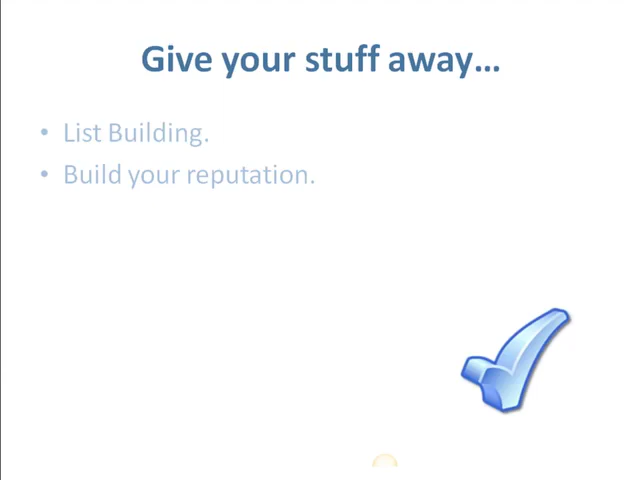 Give your stuff away...
• List Building.
• Build your reputation.